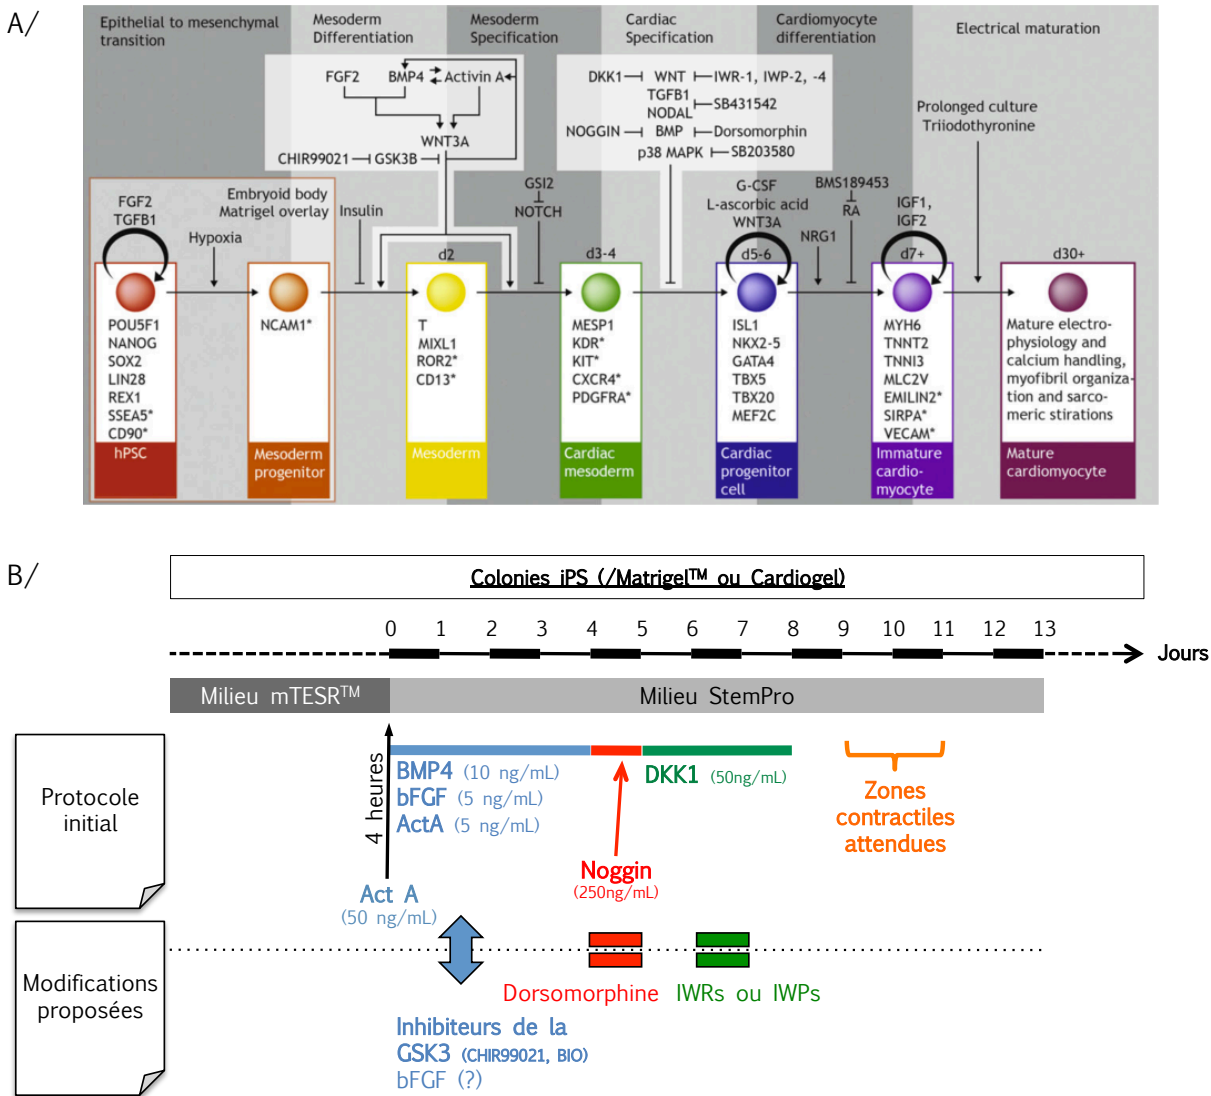 A/
Epithelial to mesenchymal
transition
Mesoderm
Differentiation
Mesoderm
Specification
Cardiac
Specification
Cardiomyocyte
differentiation
Electrical maturation
FGF2 BMP4 Activin A
WNT3A
CHIR99021 GSK3B
DKK1 WNT IWR-1, IWP-2, -4
TGFB1
NODAL
SB431542
NOGGIN BMP Dorsomorphin
p38 MAPK SB203580
Prolonged culture
Triiodothyronine
FGF2
TGFB1
Hypoxia
Embryoid body
Matrigel overlay
Insulin
GSI2
NOTCH
G-CSF
L-ascorbic acid
WNT3A
NRG1
BMS189453
RA
IGF1,
IGF2
d2
d3-4
d5-6
d7+
d30+
POU5F1
NANOG
SOX2
LIN28
REX1
SSEA5*
CD90*
hPSC
NCAM1*
Mesoderm
progenitor
T
MIXL1
ROR2*
CD13*
Mesoderm
MESP1
KDR*
KIT*
CXCR4*
PDGFRA*
Cardiac
mesoderm
ISL1
NKX2-5
GATA4
TBX5
TBX20
MEF2C
Cardiac
progenitor
cell
MYH6
TNNT2
TNNI3
MLC2V
EMILIN2*
SIRPA*
VECAM*
Immature
cardio-
myocyte
Mature electro-
physiology and
calcium handling,
myofibril organiza-
tion and sarco-
meric stirations
Mature
cardiomyocyte
B/
Colonies iPS (/Matrigel™ ou Cardiogel)
0 1 2 3 4 5 6 7 8 9 10 11 12 13
Jours
Milieu mTESR™
Milieu StemPro
Protocole
initial
4 heures
BMP4 (10 ng/mL)
bFGF (5 ng/mL)
ActA (5 ng/mL)
DKK1 (50ng/mL)
Zones
contractiles
attendues
Noggin
(250ng/mL)
Act A
(50 ng/mL)
Modifications
proposées
Dorsomorphine
IWRs ou IWPs
Inhibiteurs de la
GSK3 (CHIR99021, BIO)
bFGF (?)